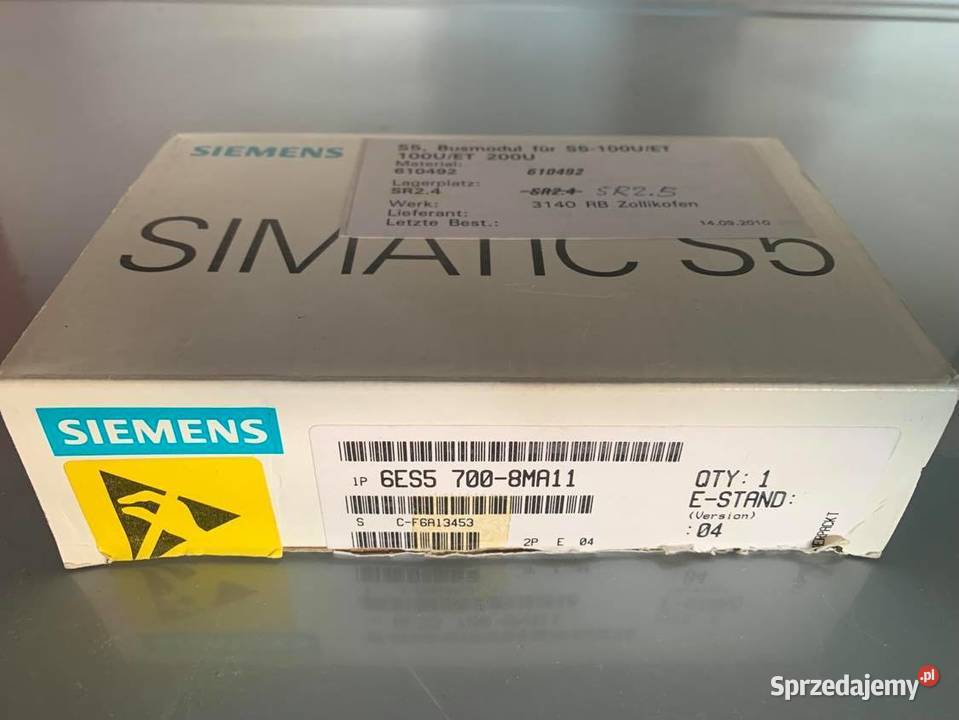 SIEMENS
S5, Busmodul für S5-100U/ET
100U/ET 200U
Material:
610492 610492
Lagerplatz:
SR2.4 SR2.4 SR2.5
Werk: 3140 RB Zollikofen
Lieferant:
Letzte Best.: 14.09.2010
SIMATIC S5
SIEMENS
1P 6ES5 700-8MA11
QTY: 1
E-STAND:
(Version)
:04
S C-F6A13453
2P E 04
Sprzedajemy.pl